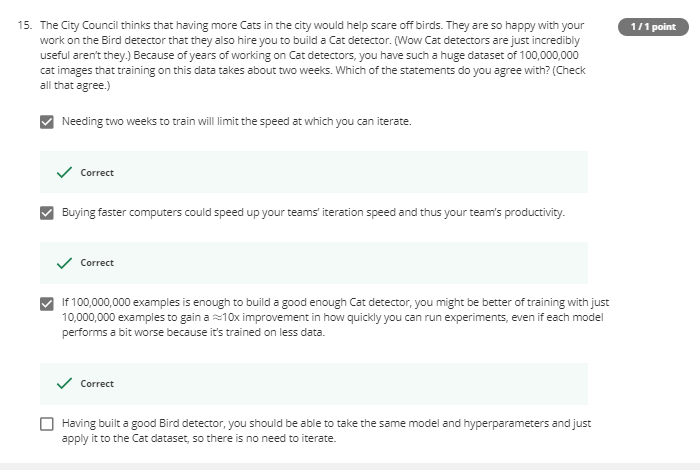 15. The City Council thinks that having more Cats in the city would help scare off birds. They are so happy with your
1 / 1 point
work on the Bird detector that they also hire you to build a Cat detector. (Wow Cat detectors are just incredibly
useful aren't they.) Because of years of working on Cat detectors, you have such a huge dataset of 100,000,000
cat images that training on this data takes about two weeks. Which of the statements do you agree with? (Check
all that agree.)
Needing two weeks to train will limit the speed at which you can iterate.
Correct
Buying faster computers could speed up your teams' iteration speed and thus your team's productivity.
Correct
If 100,000,000 examples is enough to build a good enough Cat detector, you might be better of training with just
10,000,000 examples to gain a ≈10x improvement in how quickly you can run experiments, even if each model
performs a bit worse because it's trained on less data.
Correct
Having built a good Bird detector, you should be able to take the same model and hyperparameters and just
apply it to the Cat dataset, so there is no need to iterate.